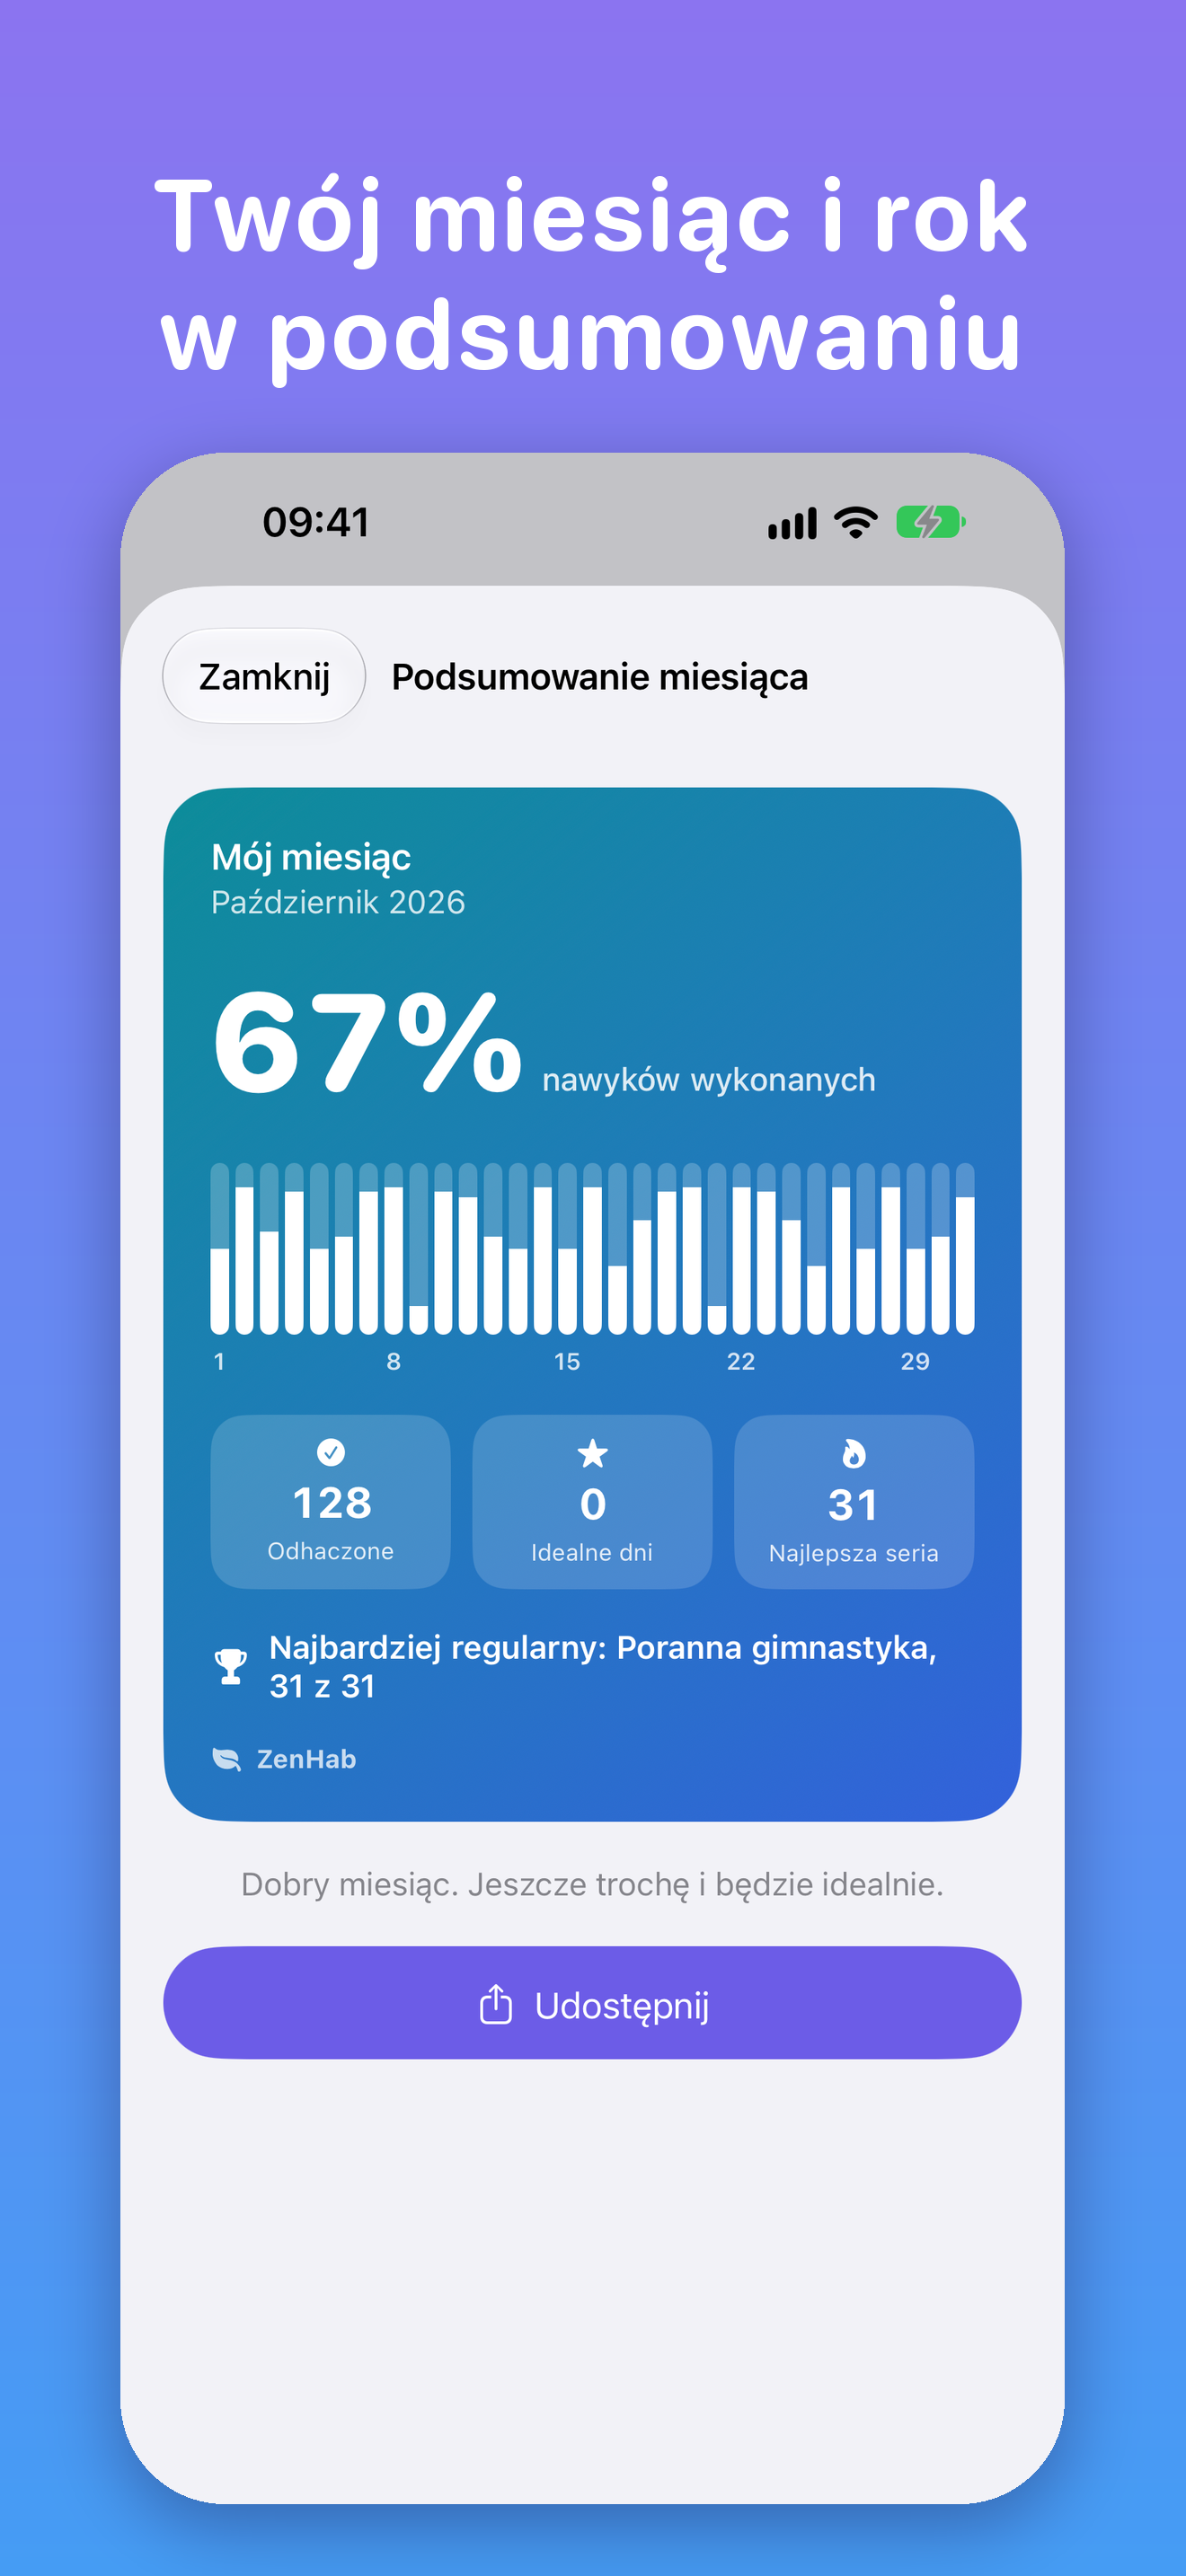 Twój miesiąc i rok
w podsumowaniu
09:41
Zamknij
Podsumowanie miesiąca
Mój miesiąc
Październik 2026
67% nawyków wykonanych
1 8 15 22 29
128
Odhaczone
0
Idealne dni
31
Najlepsza seria
Najbardziej regularny: Poranna gimnastyka,
31 z 31
ZenHab
Dobry miesiąc. Jeszcze trochę i będzie idealnie.
Udostępnij